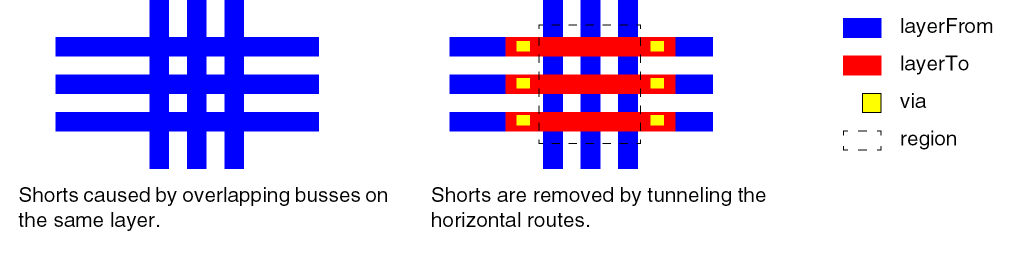 Shorts caused by overlapping busses on
the same layer.
Shorts are removed by tunneling the
horizontal routes.
layerFrom
layerTo
via
region